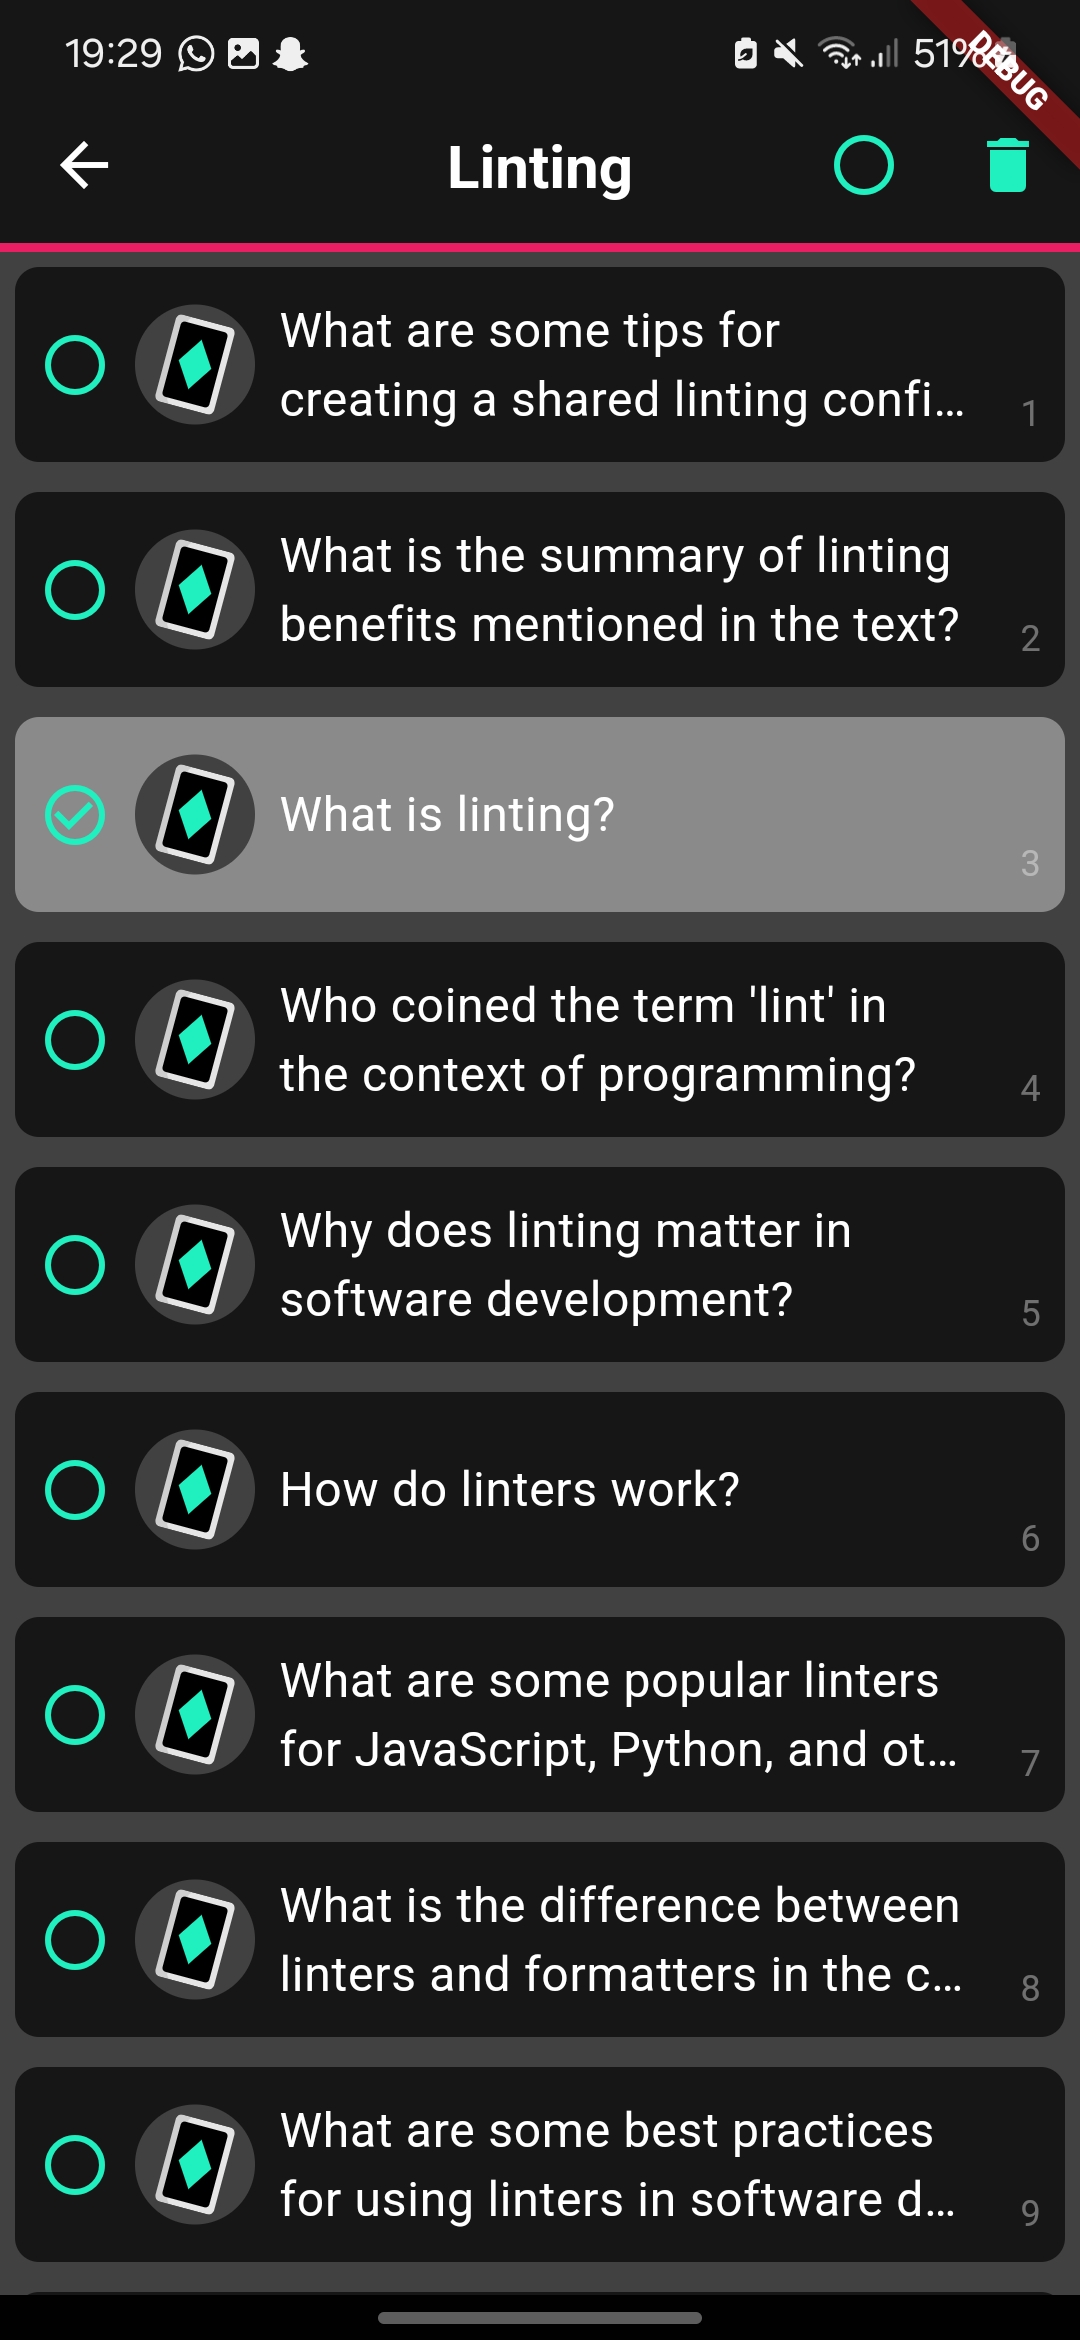 19:29
51%
DEBUG
Linting
What are some tips for
creating a shared linting confi...
1
What is the summary of linting
benefits mentioned in the text?
2
What is linting?
3
Who coined the term 'lint' in
the context of programming?
4
Why does linting matter in
software development?
5
How do linters work?
6
What are some popular linters
for JavaScript, Python, and ot...
7
What is the difference between
linters and formatters in the c...
8
What are some best practices
for using linters in software d...
9